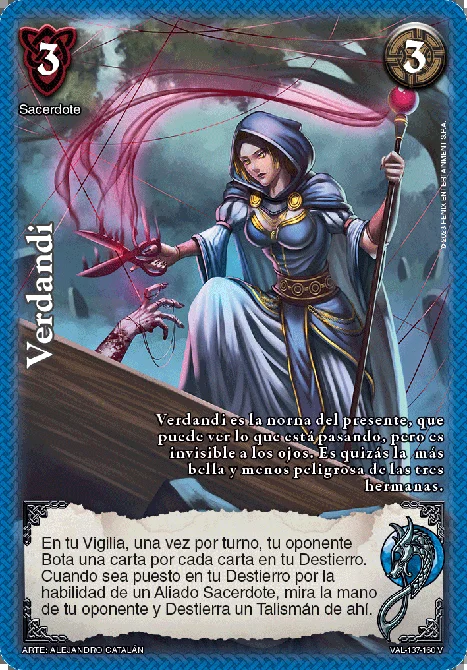 3
3
Sacerdote
© 2023 FENIX ENTERTAINMENT S.P.A.
Verdandi
Verdandi es la norna del presente, que
puede ver lo que está pasando, pero es
invisible a los ojos. Es quizás la más
bella y menos peligrosa de las tres
hermanas.
En tu Vigilia, una vez por turno, tu oponente
Bota una carta por cada carta en tu Destierro.
Cuando sea puesto en tu Destierro por la
habilidad de un Aliado Sacerdote, mira la mano
de tu oponente y Destierra un Talismán de ahí.
ARTE: ALEJANDRO CATALÁN
VAL-137-160 V